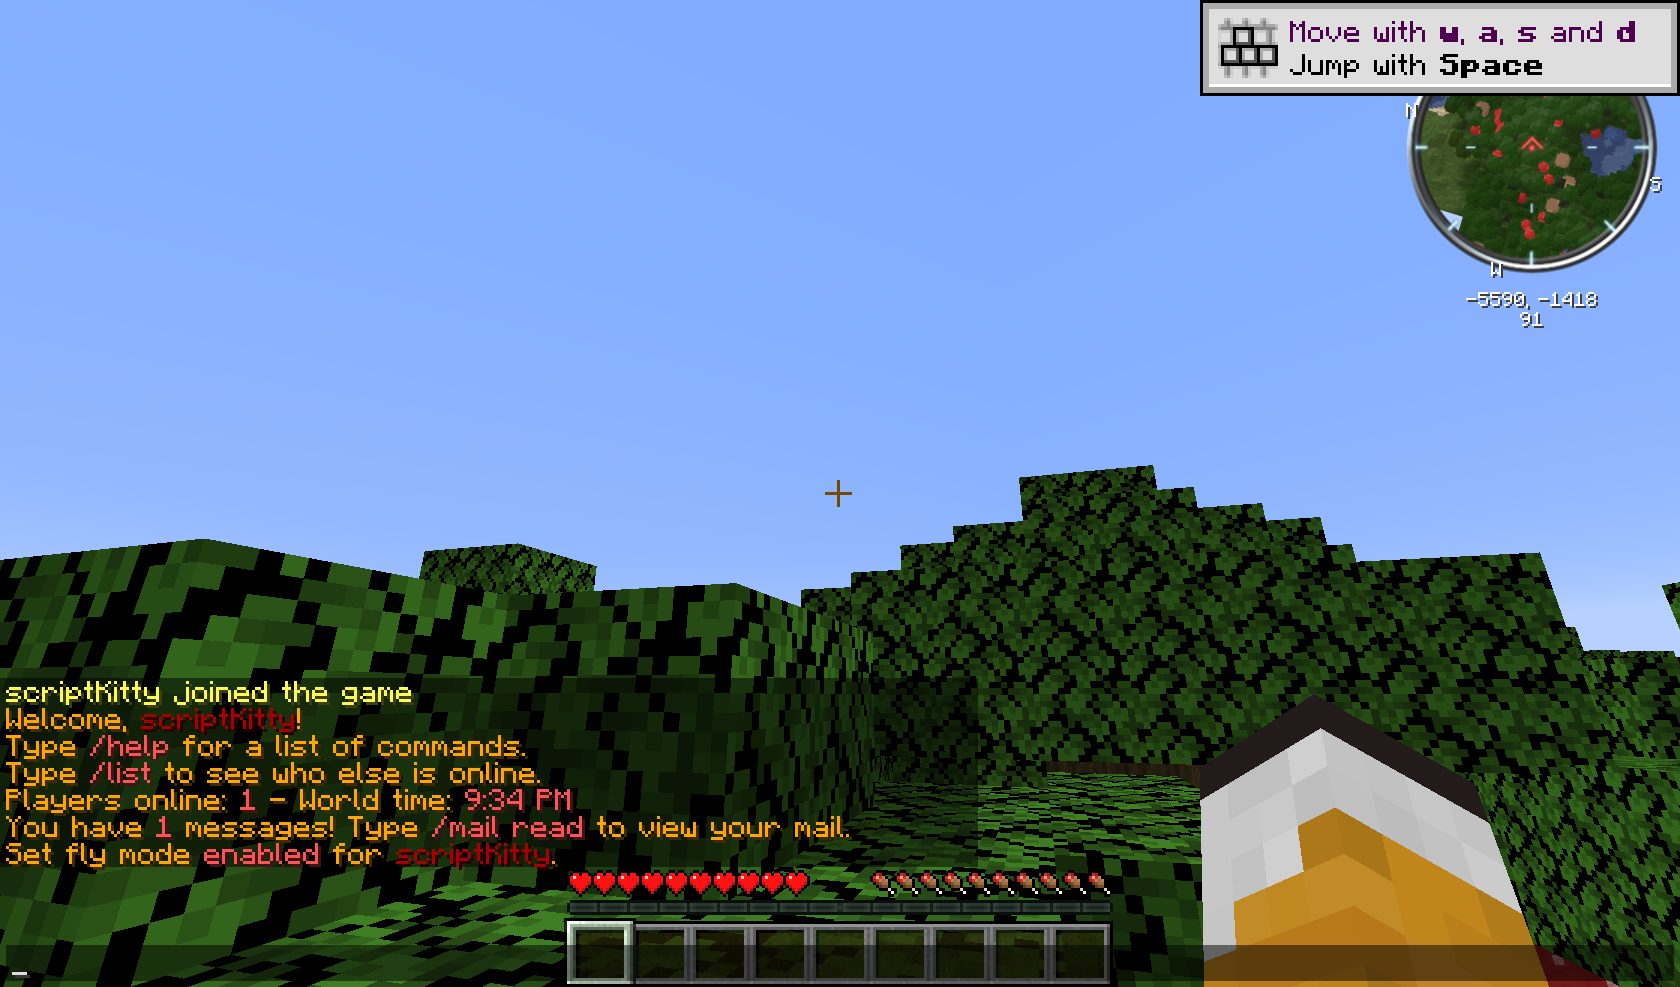 Move with w, a, s and d
Jump with Space
N
S
W
-5590, -1418
91
scriptKitty joined the game
Welcome, scriptKitty!
Type /help for a list of commands.
Type /list to see who else is online.
Players online: 1 - World time: 9:34 PM
You have 1 messages! Type /mail read to view your mail.
Set fly mode enabled for scriptKitty.
_